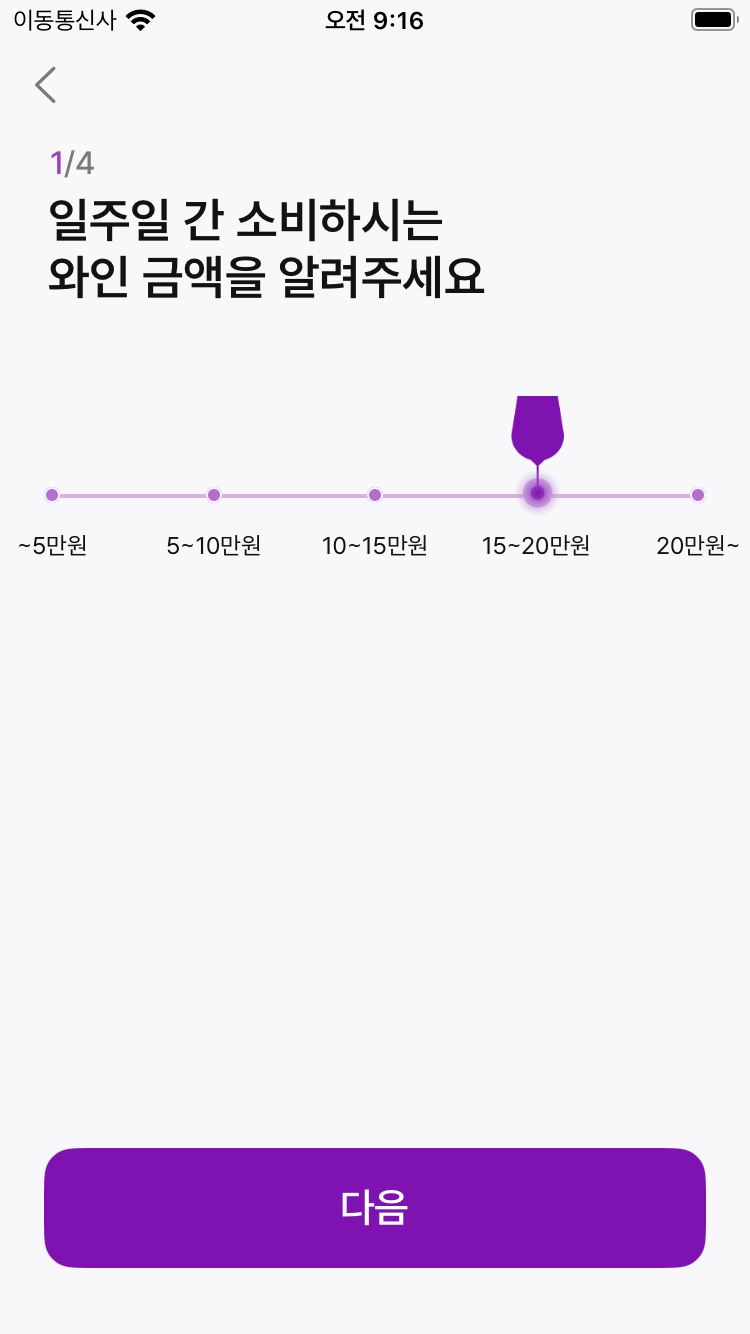 이동통신사 오전 9:16
1/4
일주일 간 소비하시는
와인 금액을 알려주세요
~5만원 5~10만원 10~15만원 15~20만원 20만원~
다음